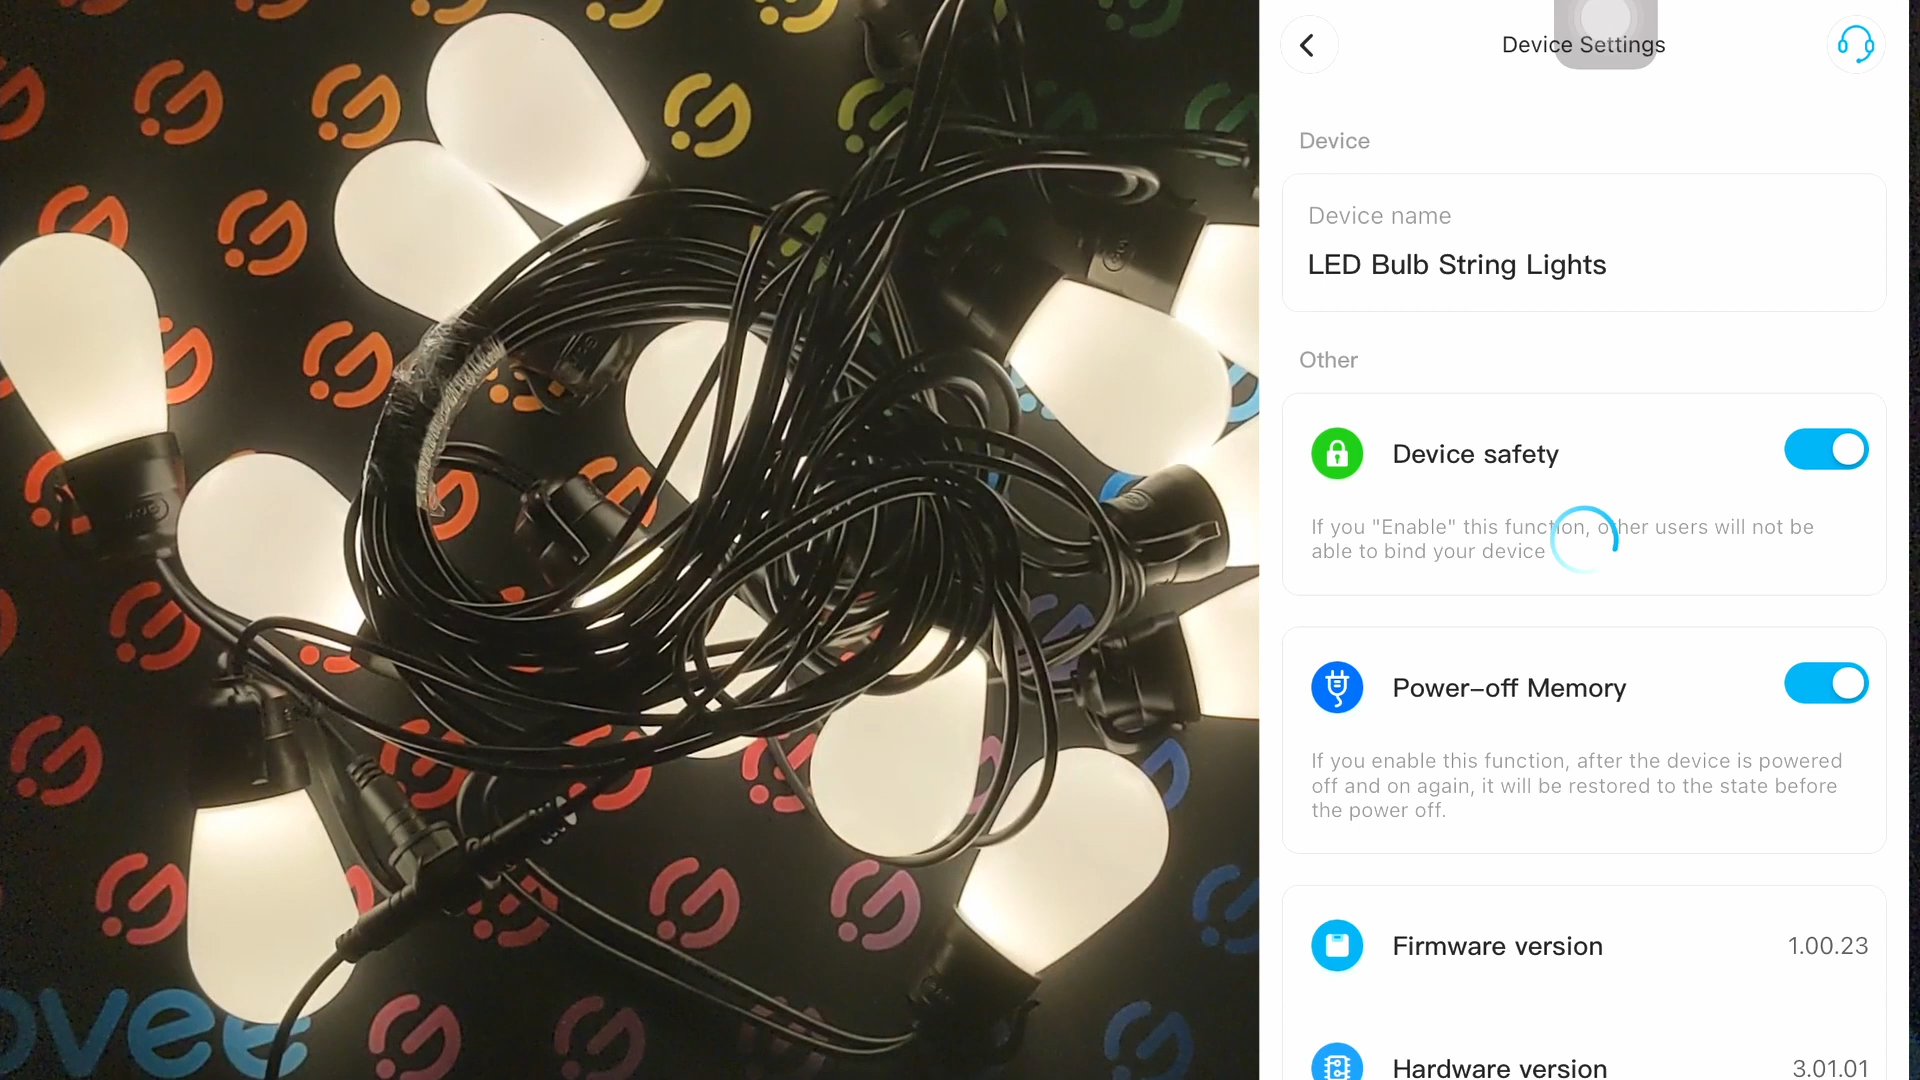 Device Settings
Device
Device name
LED Bulb String Lights
Other
Device safety
If you "Enable" this function, other users will not be
able to bind your device
Power-off Memory
If you enable this function, after the device is powered
off and on again, it will be restored to the state before
the power off.
Firmware version 1.00.23
Hardware version 3.01.01
ovee